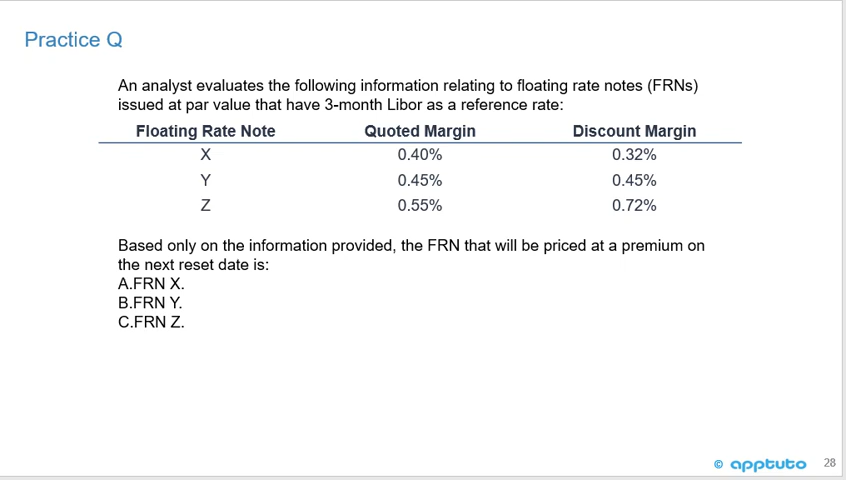 Practice Q
An analyst evaluates the following information relating to floating rate notes (FRNs)
issued at par value that have 3-month Libor as a reference rate:
Floating Rate Note Quoted Margin Discount Margin
X 0.40% 0.32%
Y 0.45% 0.45%
Z 0.55% 0.72%
Based only on the information provided, the FRN that will be priced at a premium on
the next reset date is:
A.FRN X.
B.FRN Y.
C.FRN Z.
© apptuto 28